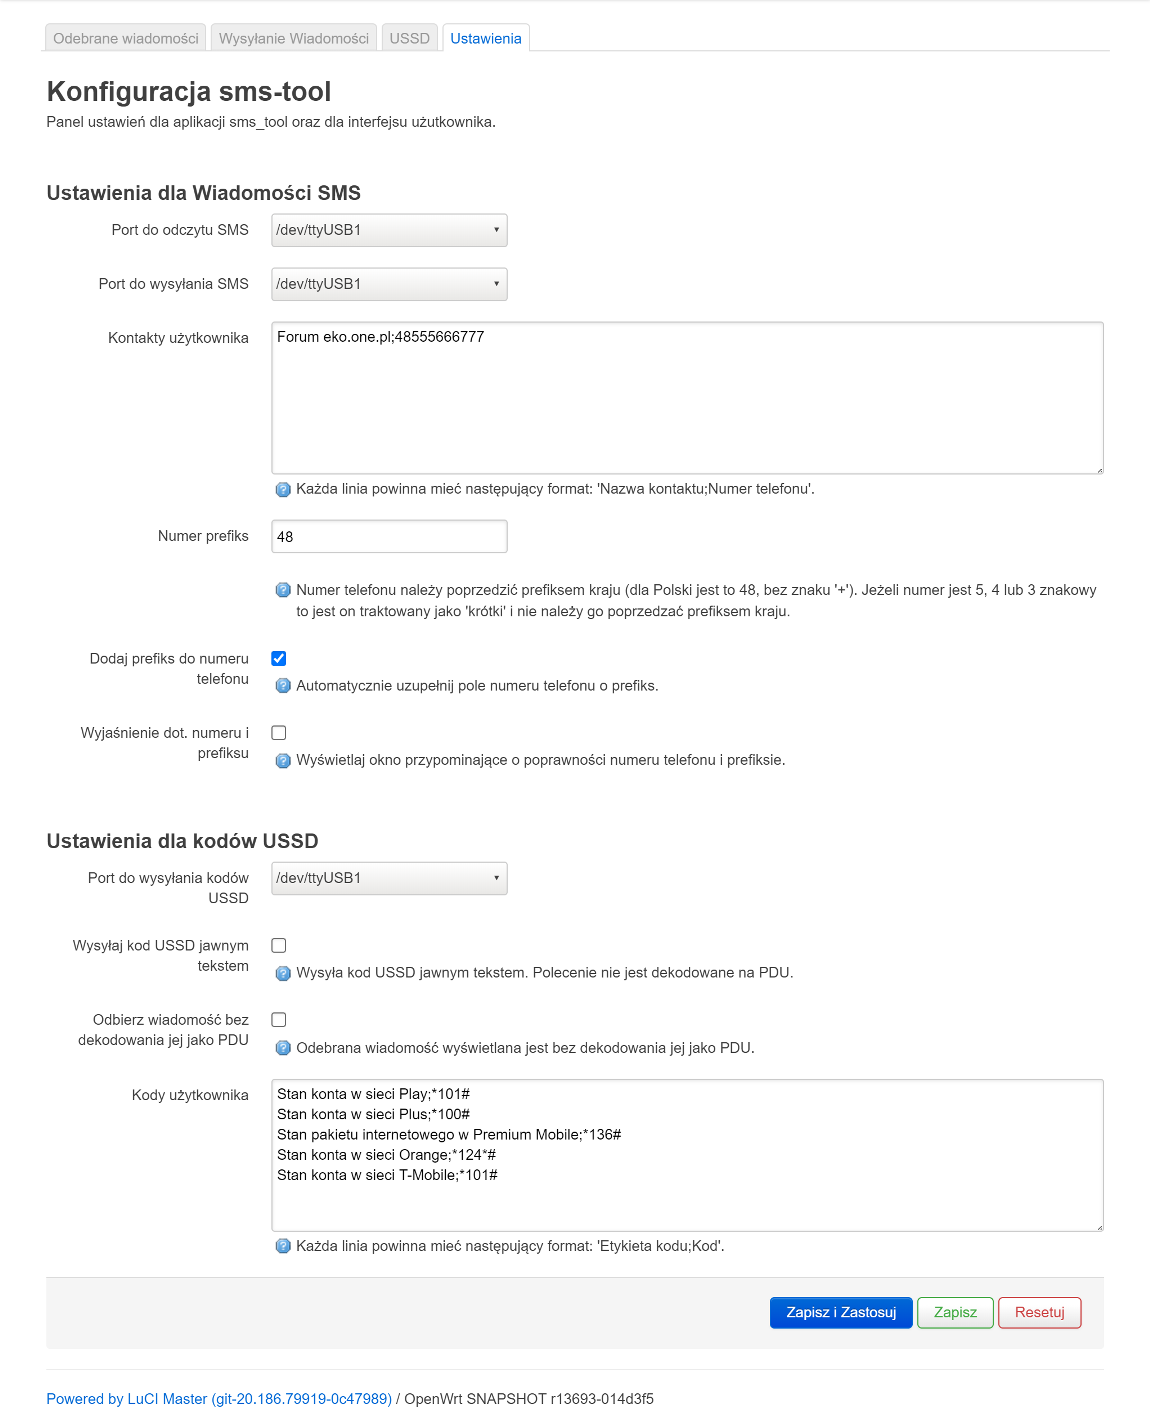 Odebrane wiadomości
Wysyłanie Wiadomości
USSD
Ustawienia
Konfiguracja sms-tool
Panel ustawień dla aplikacji sms_tool oraz dla interfejsu użutkownika.
Ustawienia dla Wiadomości SMS
Port do odczytu SMS
/dev/ttyUSB1
Port do wysyłania SMS
/dev/ttyUSB1
Kontakty użytkownika
Forum eko.one.pl;48555666777
Każda linia powinna mieć następujący format: 'Nazwa kontaktu;Numer telefonu'.
Numer prefiks
48
Numer telefonu należy poprzedzić prefiksem kraju (dla Polski jest to 48, bez znaku '+'). Jeżeli numer jest 5, 4 lub 3 znakowy
to jest on traktowany jako 'krótki' i nie należy go poprzedzać prefiksem kraju.
Dodaj prefiks do numeru
telefonu
Automatycznie uzupełnij pole numeru telefonu o prefiks.
Wyjaśnienie dot. numeru i
prefiksu
Wyświetlaj okno przypominające o poprawności numeru telefonu i prefiksie.
Ustawienia dla kodów USSD
Port do wysyłania kodów
USSD
/dev/ttyUSB1
Wysyłaj kod USSD jawnym
tekstem
Wysyła kod USSD jawnym tekstem. Polecenie nie jest dekodowane na PDU.
Odbierz wiadomość bez
dekodowania jej jako PDU
Odebrana wiadomość wyświetlana jest bez dekodowania jej jako PDU.
Kody użytkownika
Stan konta w sieci Play;*101#
Stan konta w sieci Plus;*100#
Stan pakietu internetowego w Premium Mobile;*136#
Stan konta w sieci Orange;*124*#
Stan konta w sieci T-Mobile;*101#
Każda linia powinna mieć następujący format: 'Etykieta kodu;Kod'.
Zapisz i Zastosuj
Zapisz
Resetuj
Powered by LuCI Master (git-20.186.79919-0c47989) / OpenWrt SNAPSHOT r13693-014d3f5